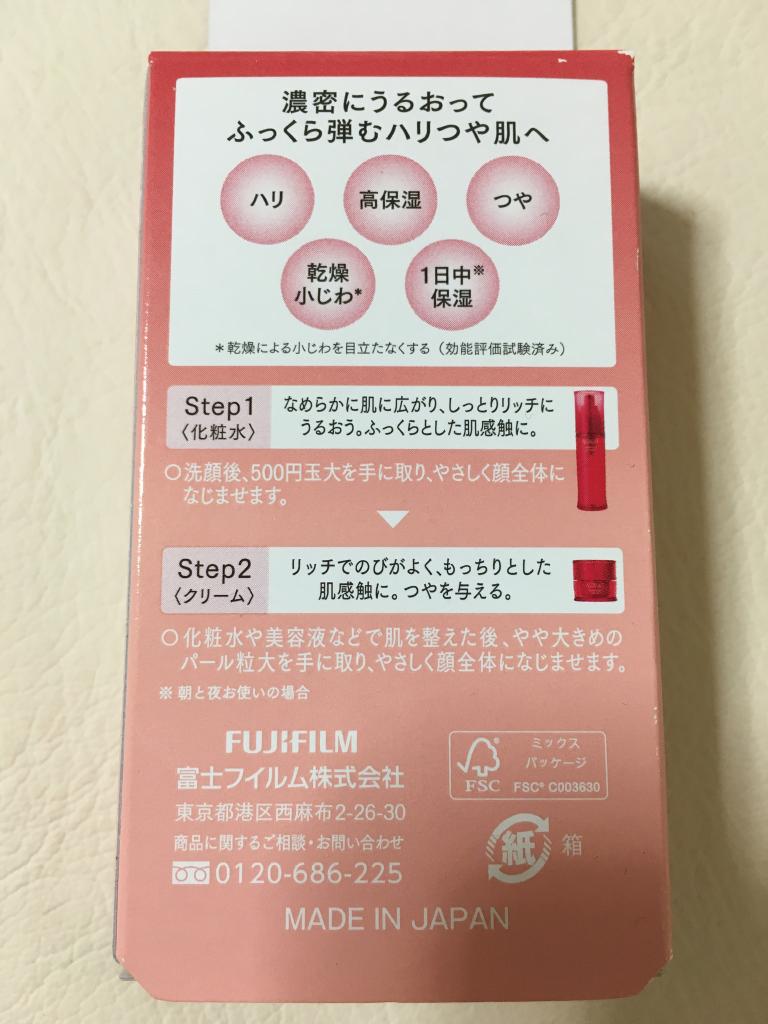 濃密にうるおって
ふっくら弾むハリつや肌へ
ハリ
高保湿
つや
乾燥
小じわ*
1日中※
保湿
*乾燥による小じわを目立たなくする（効能評価試験済み）
Step1
〈化粧水〉
なめらかに肌に広がり、しっとりリッチに
うるおう。ふっくらとした肌感触に。
○洗顔後、500円玉大を手に取り、やさしく顔全体に
なじませます。
Step2
〈クリーム〉
リッチでのびがよく、もっちりとした
肌感触に。つやを与える。
○化粧水や美容液などで肌を整えた後、やや大きめの
パール粒大を手に取り、やさしく顔全体になじませます。
※朝と夜お使いの場合
FUJIFILM
富士フイルム株式会社
東京都港区西麻布2-26-30
商品に関するご相談・お問い合わせ
0120-686-225
FSC
ミックス
パッケージ
FSC® C003630
紙
箱
MADE IN JAPAN